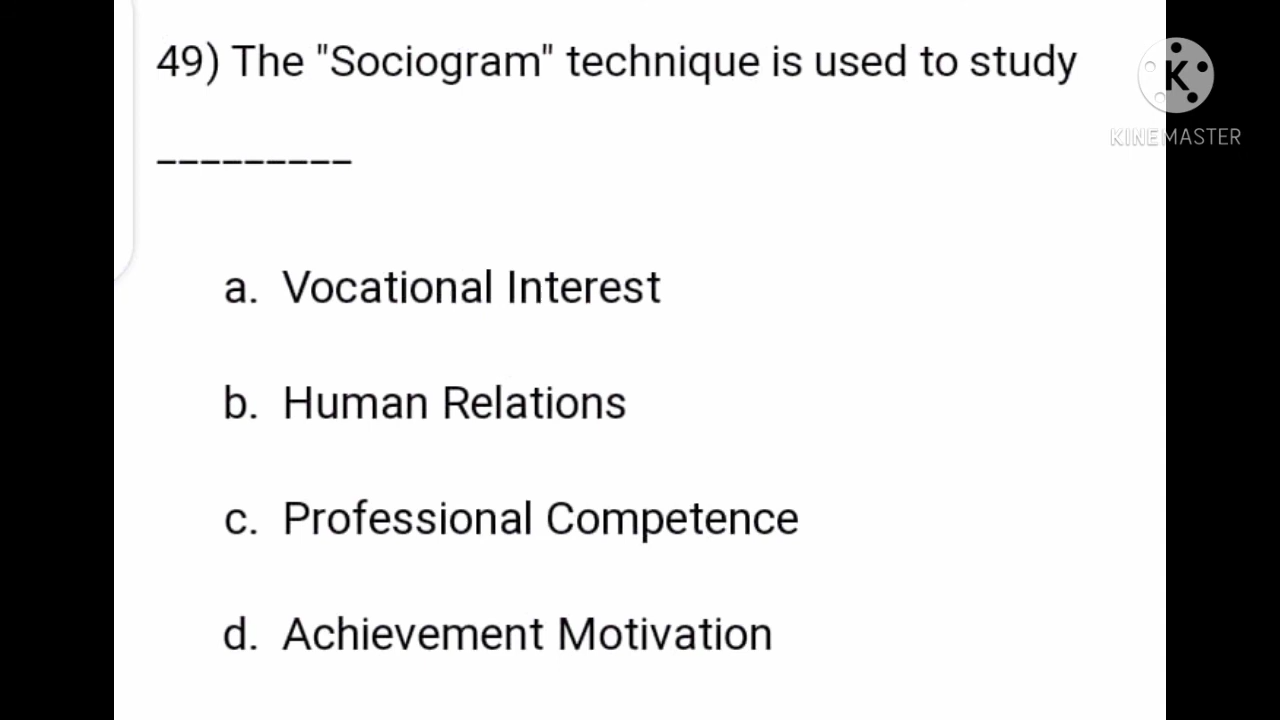 49) The "Sociogram" technique is used to study
_________
a. Vocational Interest
b. Human Relations
c. Professional Competence
d. Achievement Motivation
K
KINEMASTER